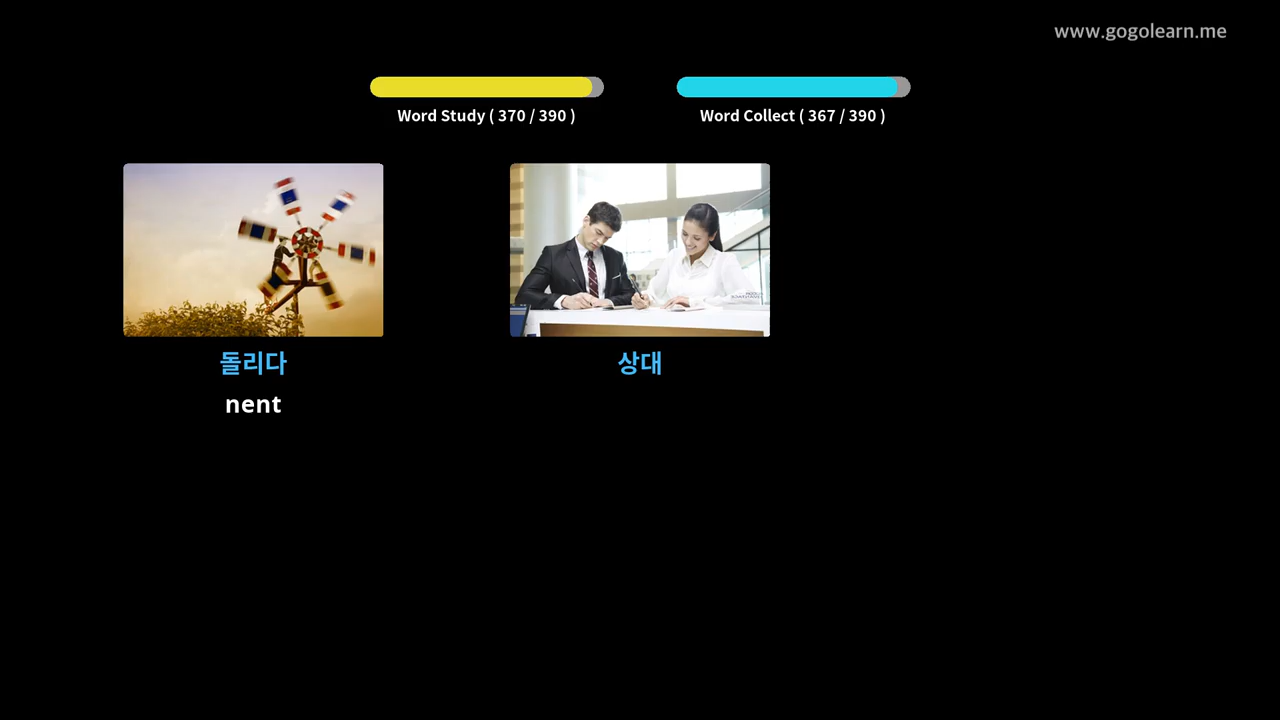 www.gogolearn.me
Word Study ( 370 / 390 )
Word Collect ( 367 / 390 )
돌리다
상대
nent